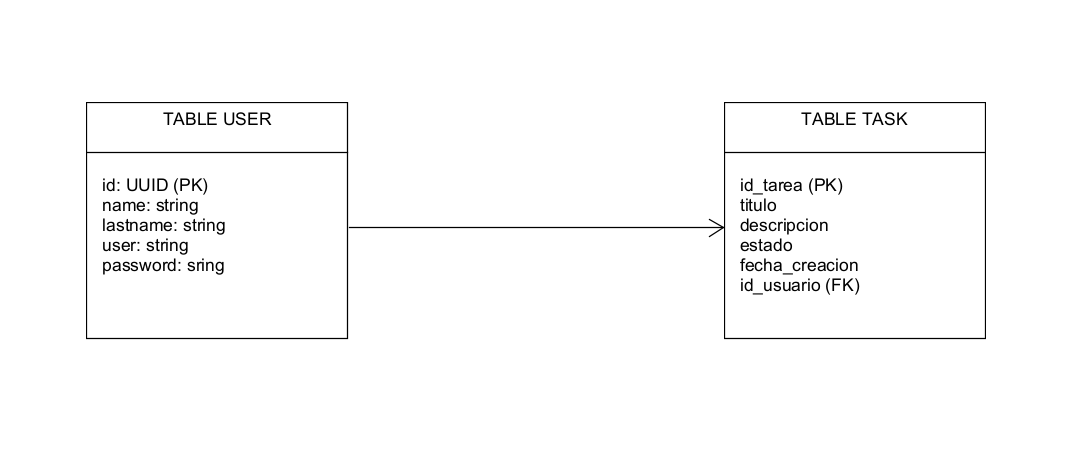 TABLE USER
id: UUID (PK)
name: string
lastname: string
user: string
password: sring
TABLE TASK
id_tarea (PK)
titulo
descripcion
estado
fecha_creacion
id_usuario (FK)